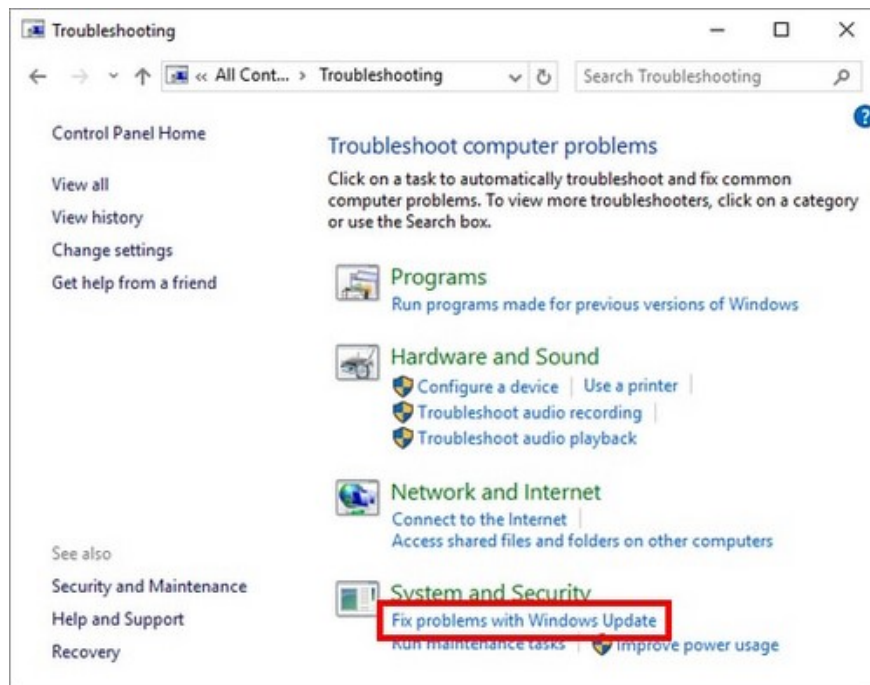 Troubleshooting
« All Cont... › Troubleshooting
Search Troubleshooting
?
Control Panel Home
View all
View history
Change settings
Get help from a friend
Troubleshoot computer problems
Click on a task to automatically troubleshoot and fix common
computer problems. To view more troubleshooters, click on a category
or use the Search box.
Programs
Run programs made for previous versions of Windows
Hardware and Sound
Configure a device | Use a printer |
Troubleshoot audio recording |
Troubleshoot audio playback
Network and Internet
Connect to the Internet |
Access shared files and folders on other computers
System and Security
Fix problems with Windows Update
Run maintenance tasks | Improve power usage
See also
Security and Maintenance
Help and Support
Recovery